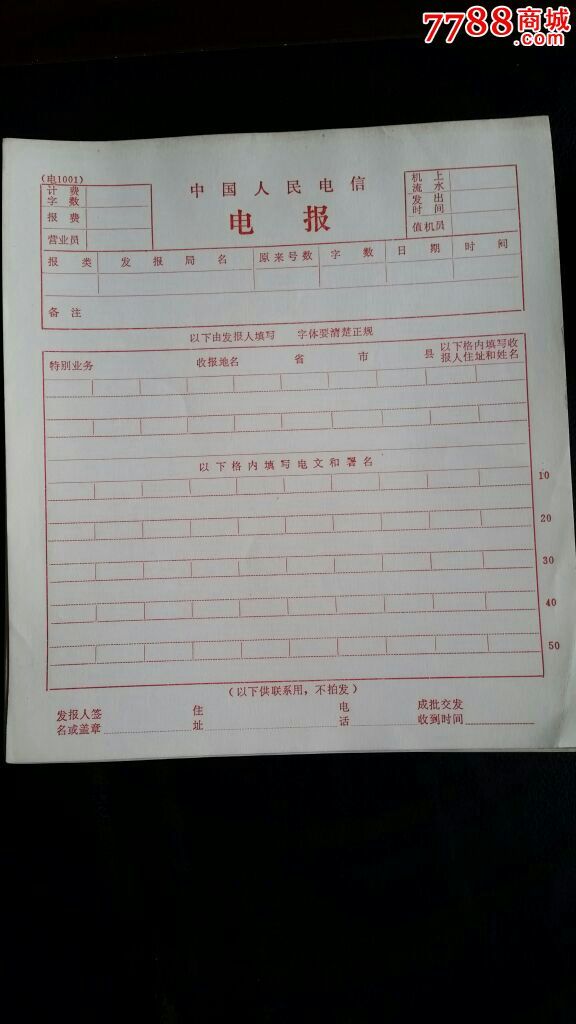 7788商城
.com
(电1001)
中国人民电信
电报
计费
字数
报费
营业员
机上
流水
发出
时间
值机员
报类 发报局名 原来号数 字数 日期 时间
备注
以下由发报人填写 字体要清楚正规
特别业务 收报地名 省 市 县 以下格内填写收
报人住址和姓名
以下格内填写电文和署名
10
20
30
40
50
(以下供联系用,不拍发)
发报人签 住 电 成批交发
名或盖章 址 话 收到时间